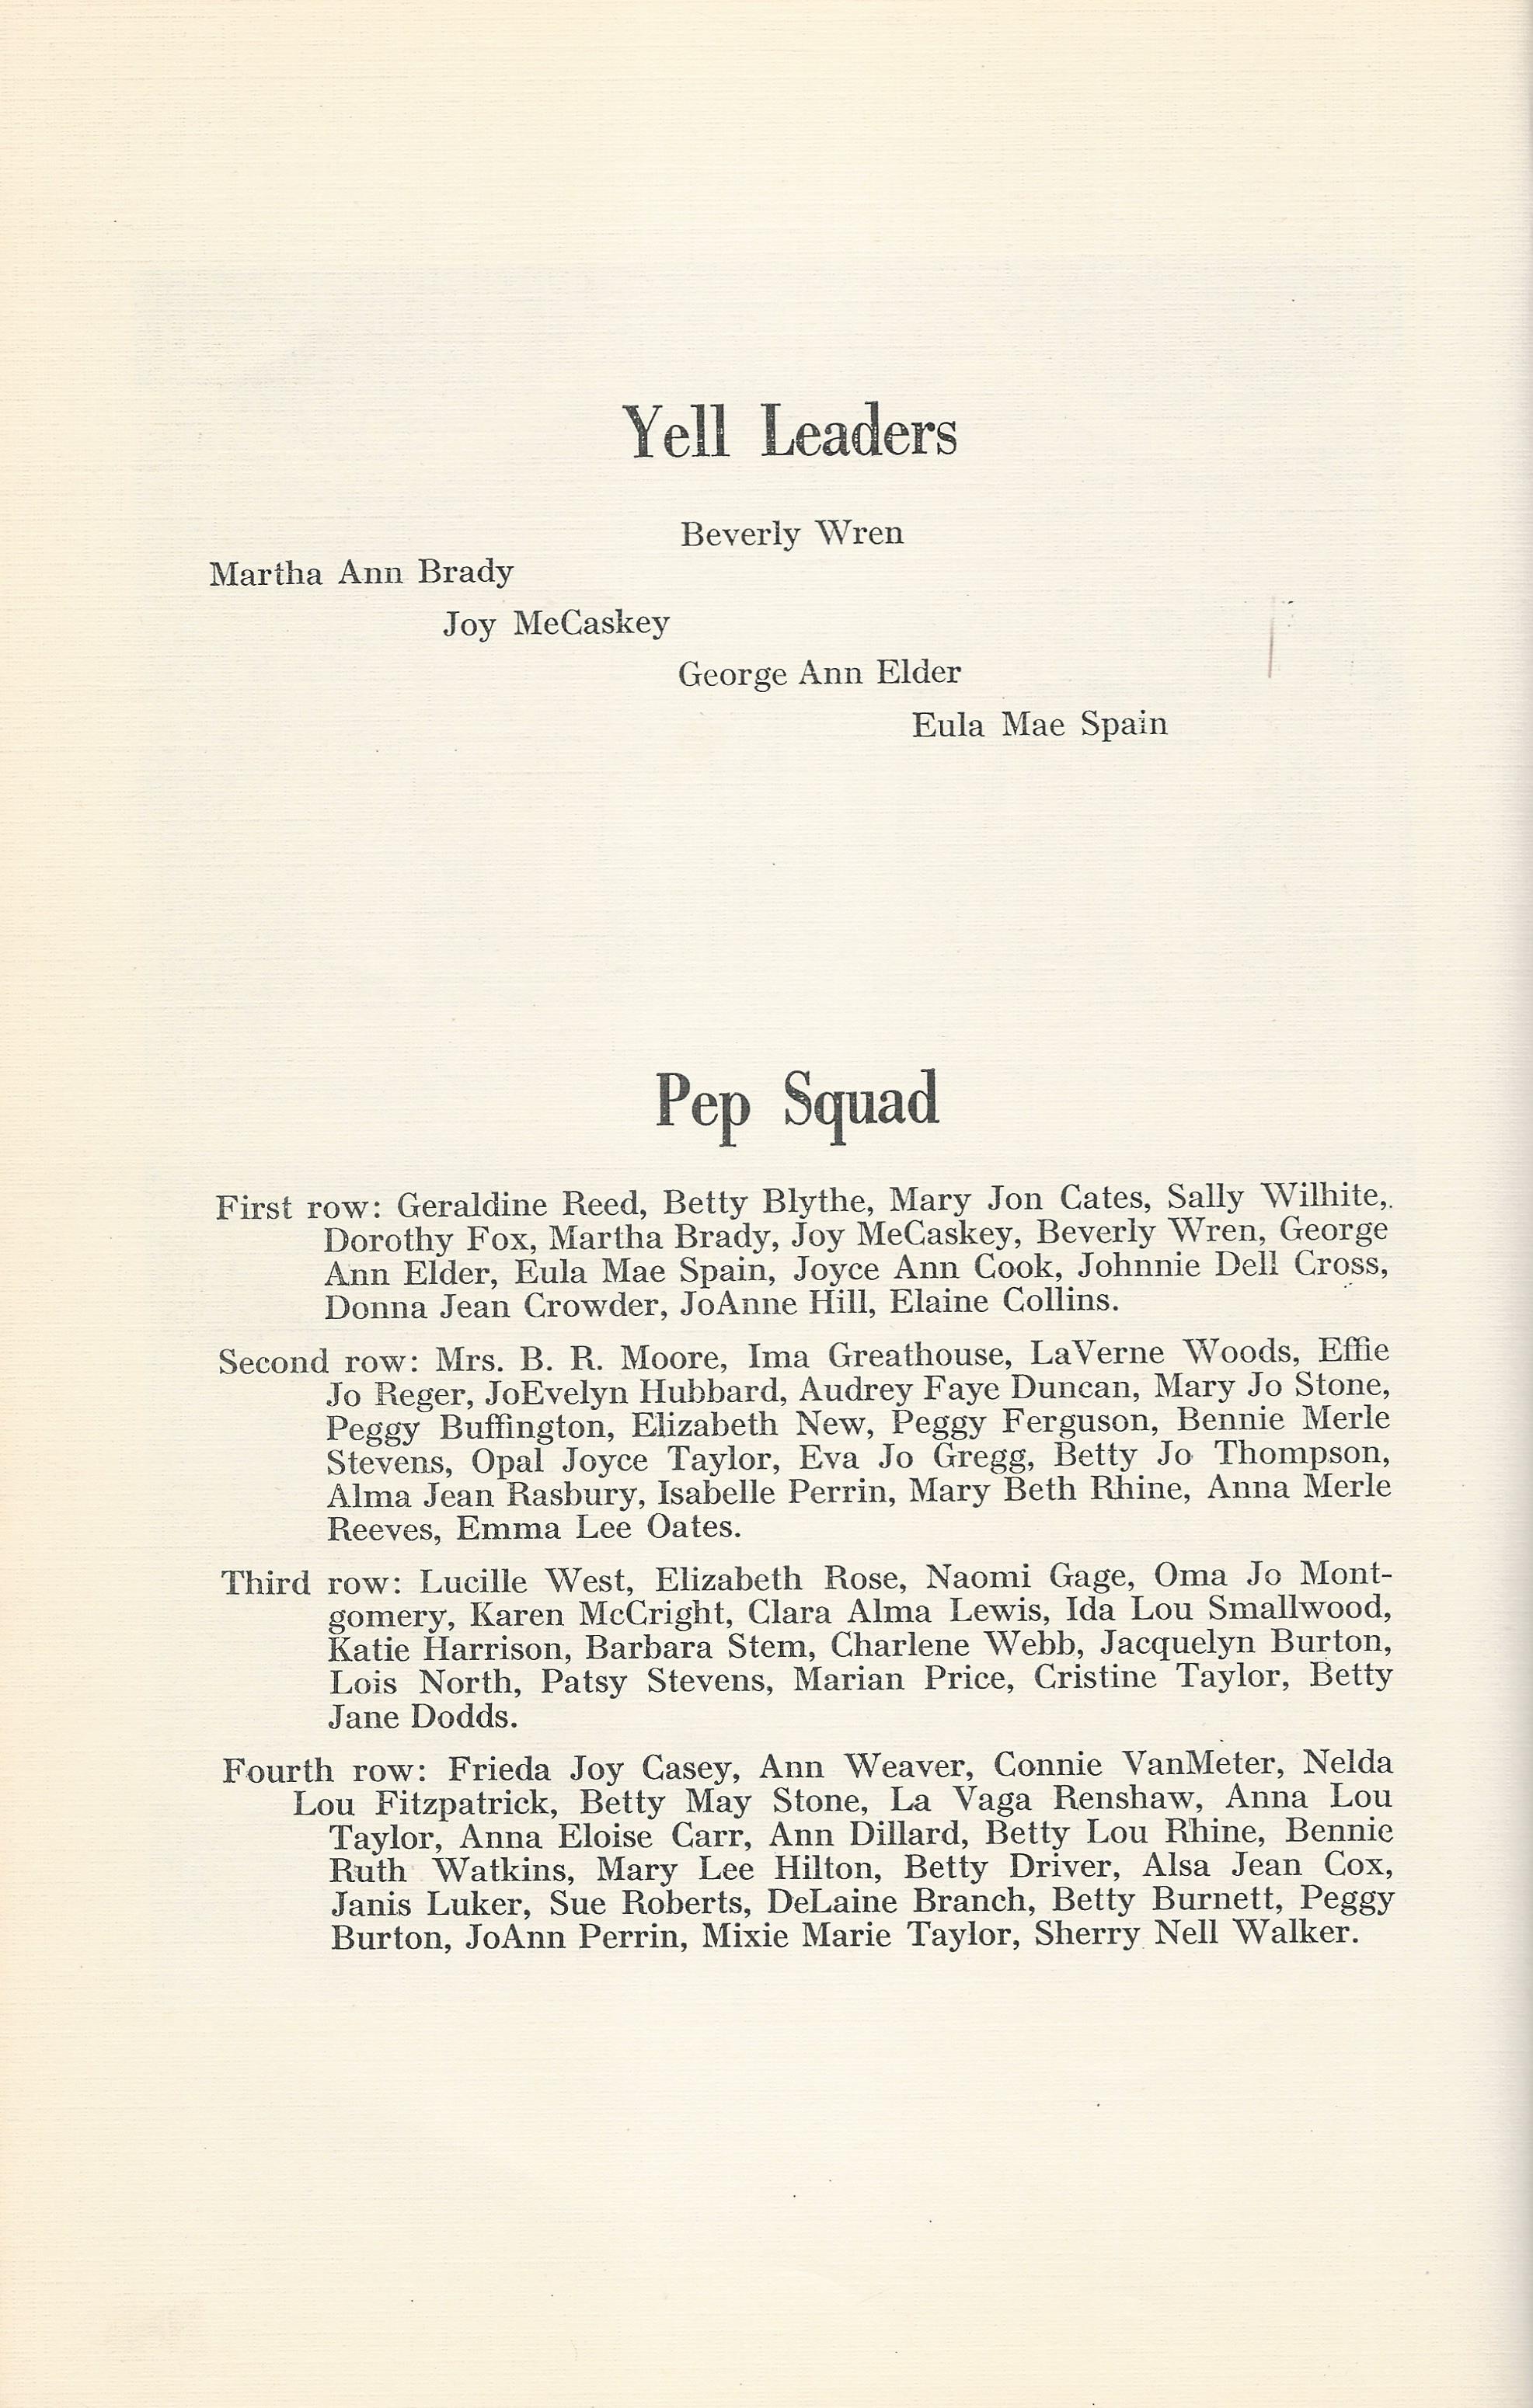 Yell Leaders
Beverly Wren
Martha Ann Brady
Joy McCaskey
George Ann Elder
Eula Mae Spain
Pep Squad
First row: Geraldine Reed, Betty Blythe, Mary Jon Cates, Sally Wilhite,
Dorothy Fox, Martha Brady, Joy McCaskey, Beverly Wren, George
Ann Elder, Eula Mae Spain, Joyce Ann Cook, Johnnie Dell Cross,
Donna Jean Crowder, JoAnne Hill, Elaine Collins.
Second row: Mrs. B. R. Moore, Ima Greathouse, LaVerne Woods, Effie
Jo Reger, JoEvelyn Hubbard, Audrey Faye Duncan, Mary Jo Stone,
Peggy Buffington, Elizabeth New, Peggy Ferguson, Bennie Merle
Stevens, Opal Joyce Taylor, Eva Jo Gregg, Betty Jo Thompson,
Alma Jean Rasbury, Isabelle Perrin, Mary Beth Rhine, Anna Merle
Reeves, Emma Lee Oates.
Third row: Lucille West, Elizabeth Rose, Naomi Gage, Oma Jo Mont-
gomery, Karen McCright, Clara Alma Lewis, Ida Lou Smallwood,
Katie Harrison, Barbara Stem, Charlene Webb, Jacquelyn Burton,
Lois North, Patsy Stevens, Marian Price, Cristine Taylor, Betty
Jane Dodds.
Fourth row: Frieda Joy Casey, Ann Weaver, Connie VanMeter, Nelda
Lou Fitzpatrick, Betty May Stone, La Vaga Renshaw, Anna Lou
Taylor, Anna Eloise Carr, Ann Dillard, Betty Lou Rhine, Bennie
Ruth Watkins, Mary Lee Hilton, Betty Driver, Alsa Jean Cox,
Janis Luker, Sue Roberts, DeLaine Branch, Betty Burnett, Peggy
Burton, JoAnn Perrin, Mixie Marie Taylor, Sherry Nell Walker.